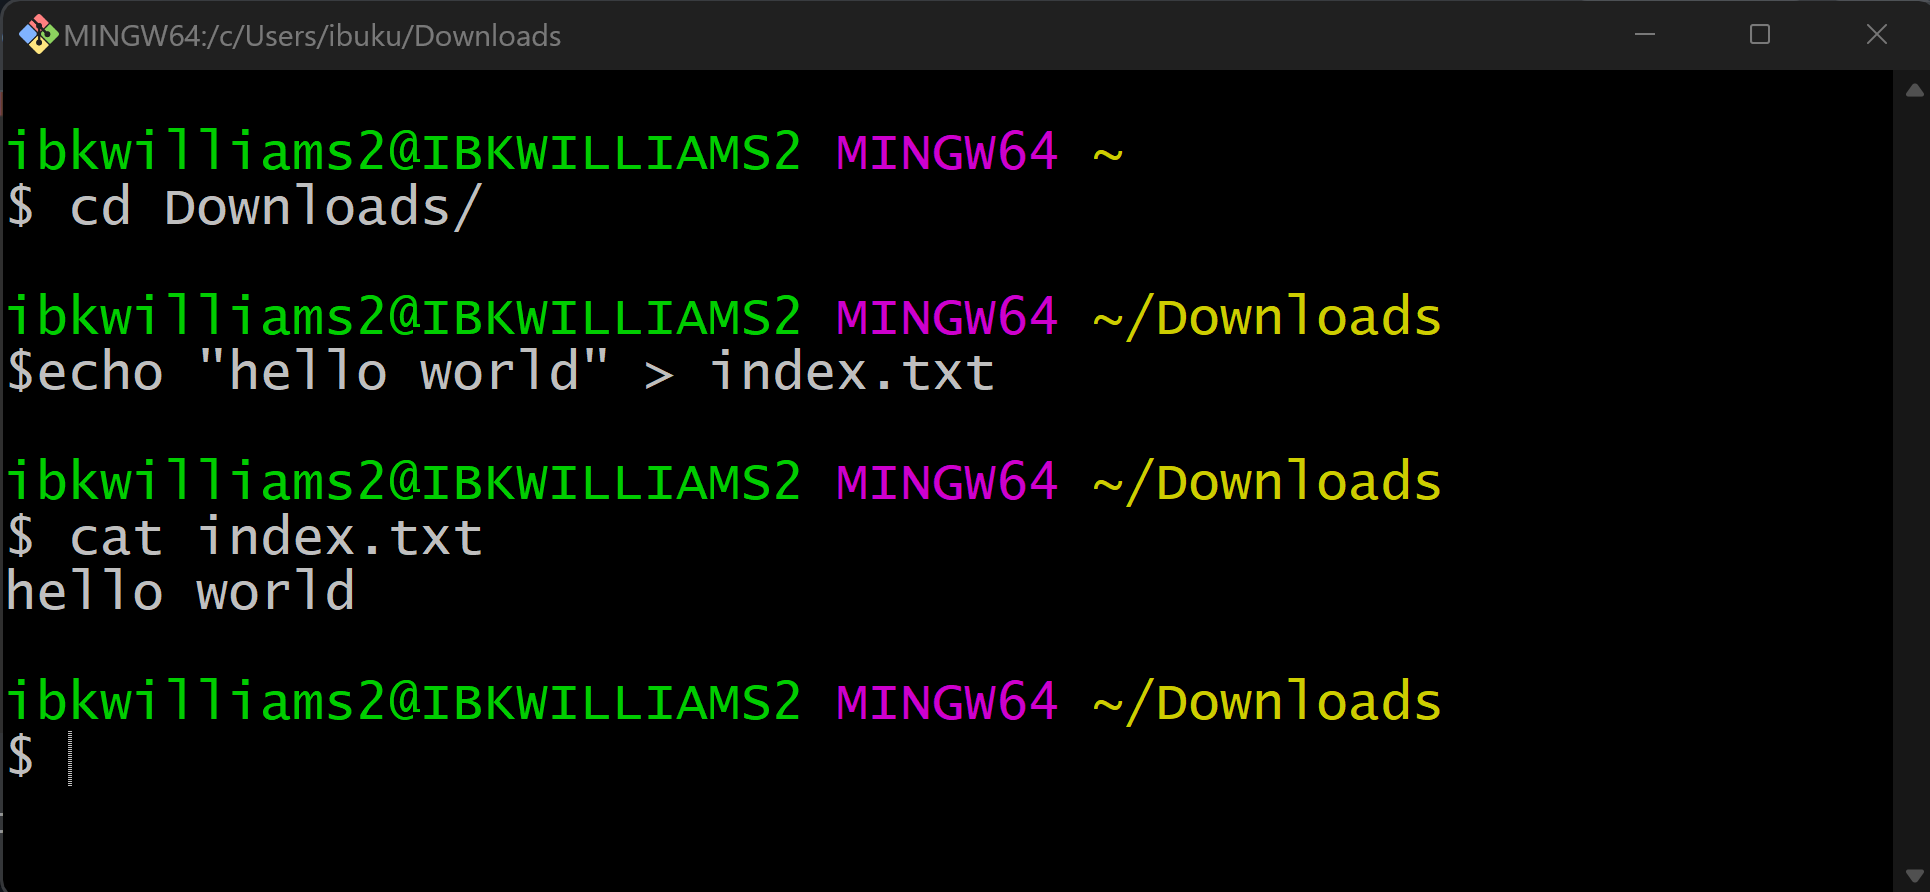 MINGW64:/c/Users/ibuku/Downloads
ibkwilliams2@IBKWILLIAMS2 MINGW64 ~
$ cd Downloads/
ibkwilliams2@IBKWILLIAMS2 MINGW64 ~/Downloads
$echo "hello world" > index.txt
ibkwilliams2@IBKWILLIAMS2 MINGW64 ~/Downloads
$ cat index.txt
hello world
ibkwilliams2@IBKWILLIAMS2 MINGW64 ~/Downloads
$